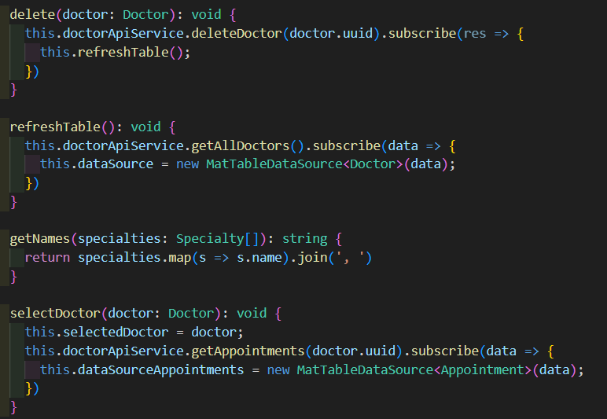 delete(doctor: Doctor): void {
  this.doctorApiService.deleteDoctor(doctor.uuid).subscribe(res => {
    this.refreshTable();
  })
}
refreshTable(): void {
  this.doctorApiService.getAllDoctors().subscribe(data => {
    this.dataSource = new MatTableDataSource<Doctor>(data);
  })
}
getNames(specialties: Specialty[]): string {
  return specialties.map(s => s.name).join(', ')
}
selectDoctor(doctor: Doctor): void {
  this.selectedDoctor = doctor;
  this.doctorApiService.getAppointments(doctor.uuid).subscribe(data => {
    this.dataSourceAppointments = new MatTableDataSource<Appointment>(data);
  })
}